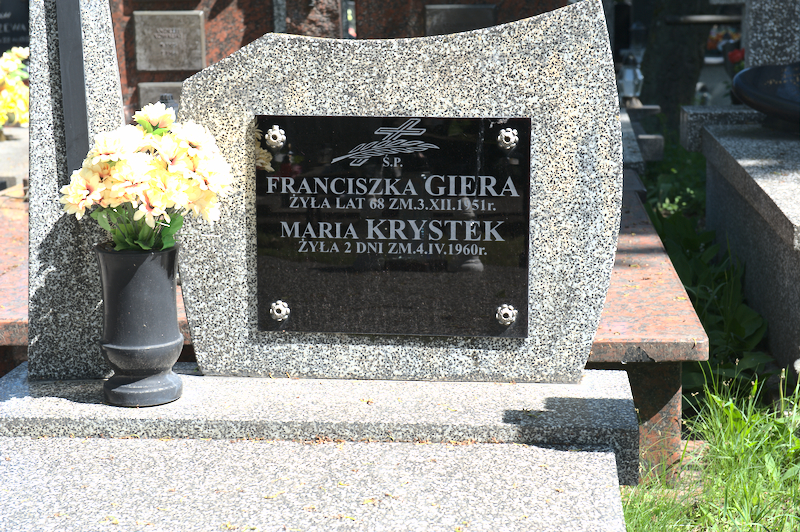 Ś.P.
FRANCISZKA GIERA
ŻYŁA LAT 68 ZM.3.XII.1951r.
MARIA KRYSTEK
ŻYŁA 2 DNI ZM.4.IV.1960r.